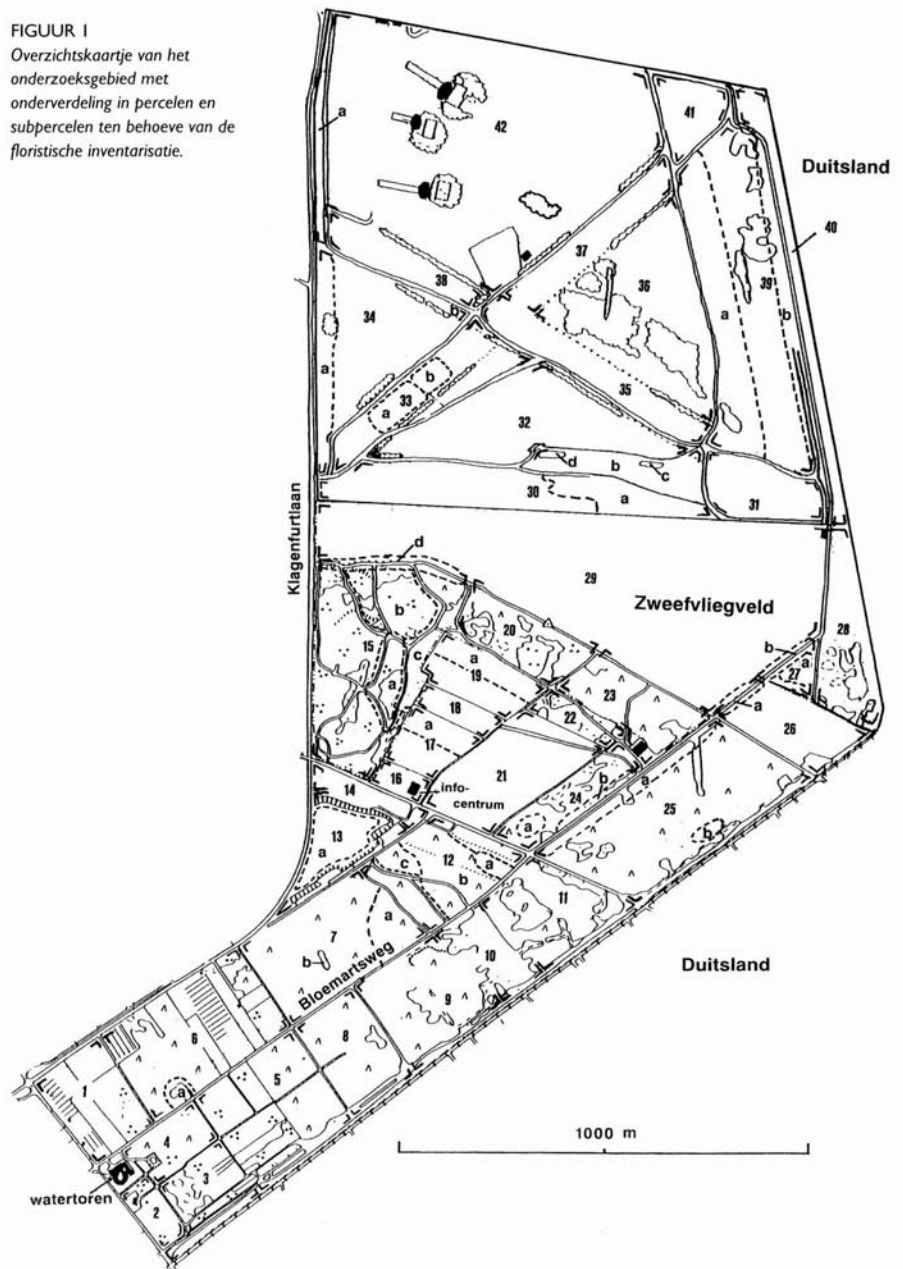 FIGUUR 1
Overzichtskaartje van het
onderzoeksgebied met
onderverdeling in percelen en
subpercelen ten behoeve van de
floristische inventarisatie.
a
42
41
Duitsland
40
37
38
36
39
b
34
a
b
a
b
a
33
35
32
d
b
c
30
a
31
Klagenfurtlaan
d
29
Zweefvliegveld
b
20
28
15
c
a
b
a
27
19
23
a
a
18
22
26
a
17
21
b
a
16
info-
centrum
24
25
14
a
b
13
a
12
a
c
b
11
7
a
10
b
Bloemartsweg
Duitsland
9
6
8
1
a
5
4
1000 m
3
watertoren
2